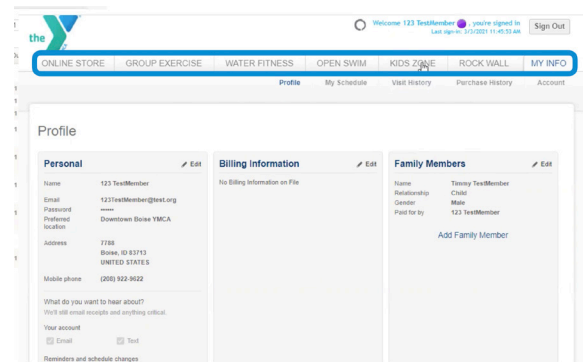 the Y
Welcome 123 TestMember , you're signed in
Last sign-in: 3/3/2021 11:45:53 AM
Sign Out
ONLINE STORE GROUP EXERCISE WATER FITNESS OPEN SWIM KIDS ZONE ROCK WALL MY INFO
Profile My Schedule Visit History Purchase History Account
Profile
Personal Edit
Name 123 TestMember
Email 123TestMember@test.org
Password ••••••
Preferred location Downtown Boise YMCA
Address 7788
Boise, ID 83713
UNITED STATES
Mobile phone (208) 922-9622
What do you want to hear about?
We'll still email receipts and anything critical.
Your account
Email Text
Reminders and schedule changes
Billing Information Edit
No Billing Information on File
Family Members Edit
Name Timmy TestMember
Relationship Child
Gender Male
Paid for by 123 TestMember
Add Family Member